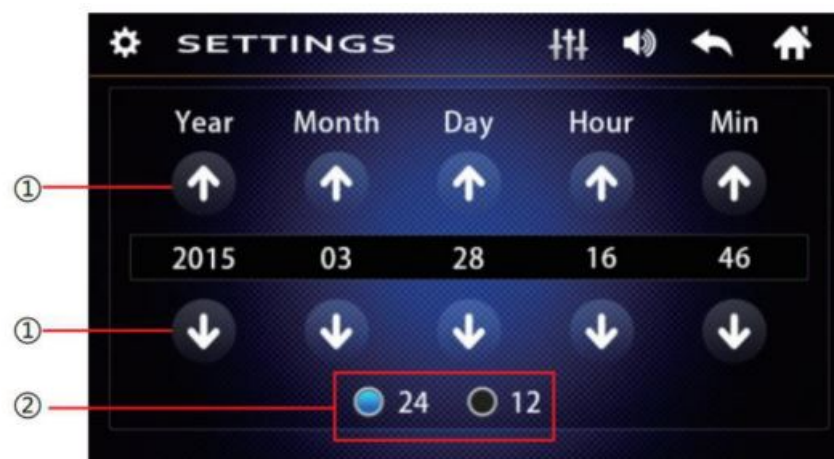 SETTINGS
Year Month Day Hour Min
①
2015 03 28 16 46
①
② 24 12